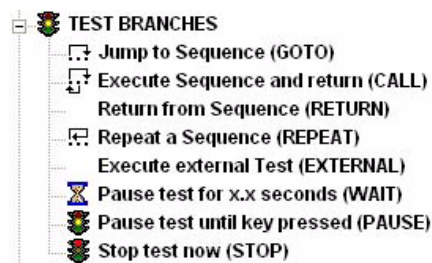 TEST BRANCHES
Jump to Sequence (GOTO)
Execute Sequence and return (CALL)
Return from Sequence (RETURN)
Repeat a Sequence (REPEAT)
Execute external Test (EXTERNAL)
Pause test for x.x seconds (WAIT)
Pause test until key pressed (PAUSE)
Stop test now (STOP)